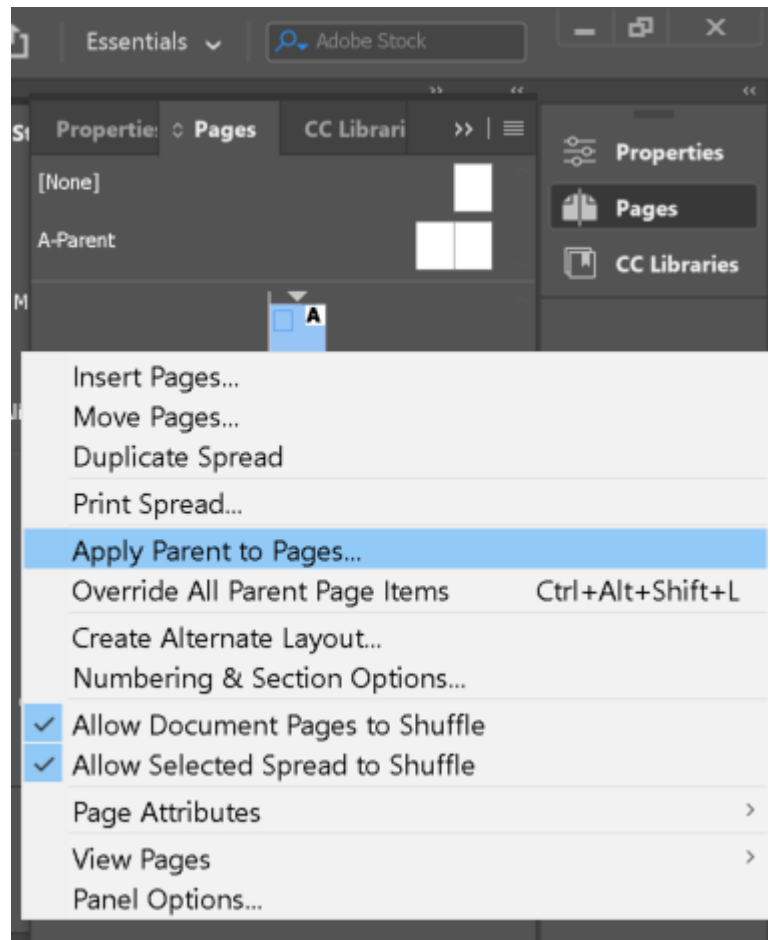 Essentials
Adobe Stock
Propertie
Pages
CC Librari
[None]
A-Parent
A
Properties
Pages
CC Libraries
Insert Pages...
Move Pages...
Duplicate Spread
Print Spread...
Apply Parent to Pages...
Override All Parent Page Items Ctrl+Alt+Shift+L
Create Alternate Layout...
Numbering & Section Options...
Allow Document Pages to Shuffle
Allow Selected Spread to Shuffle
Page Attributes
View Pages
Panel Options...